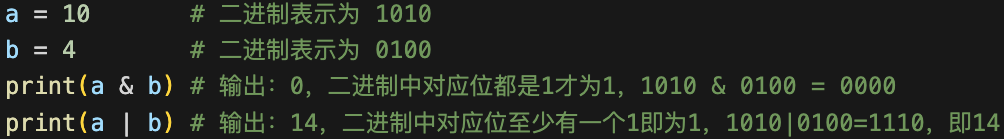 a = 10 # 二进制表示为 1010
b = 4 # 二进制表示为 0100
print(a & b) # 输出：0，二进制中对应位都是1才为1，1010 & 0100 = 0000
print(a | b) # 输出：14，二进制中对应位至少有一个1即为1，1010|0100=1110，即14